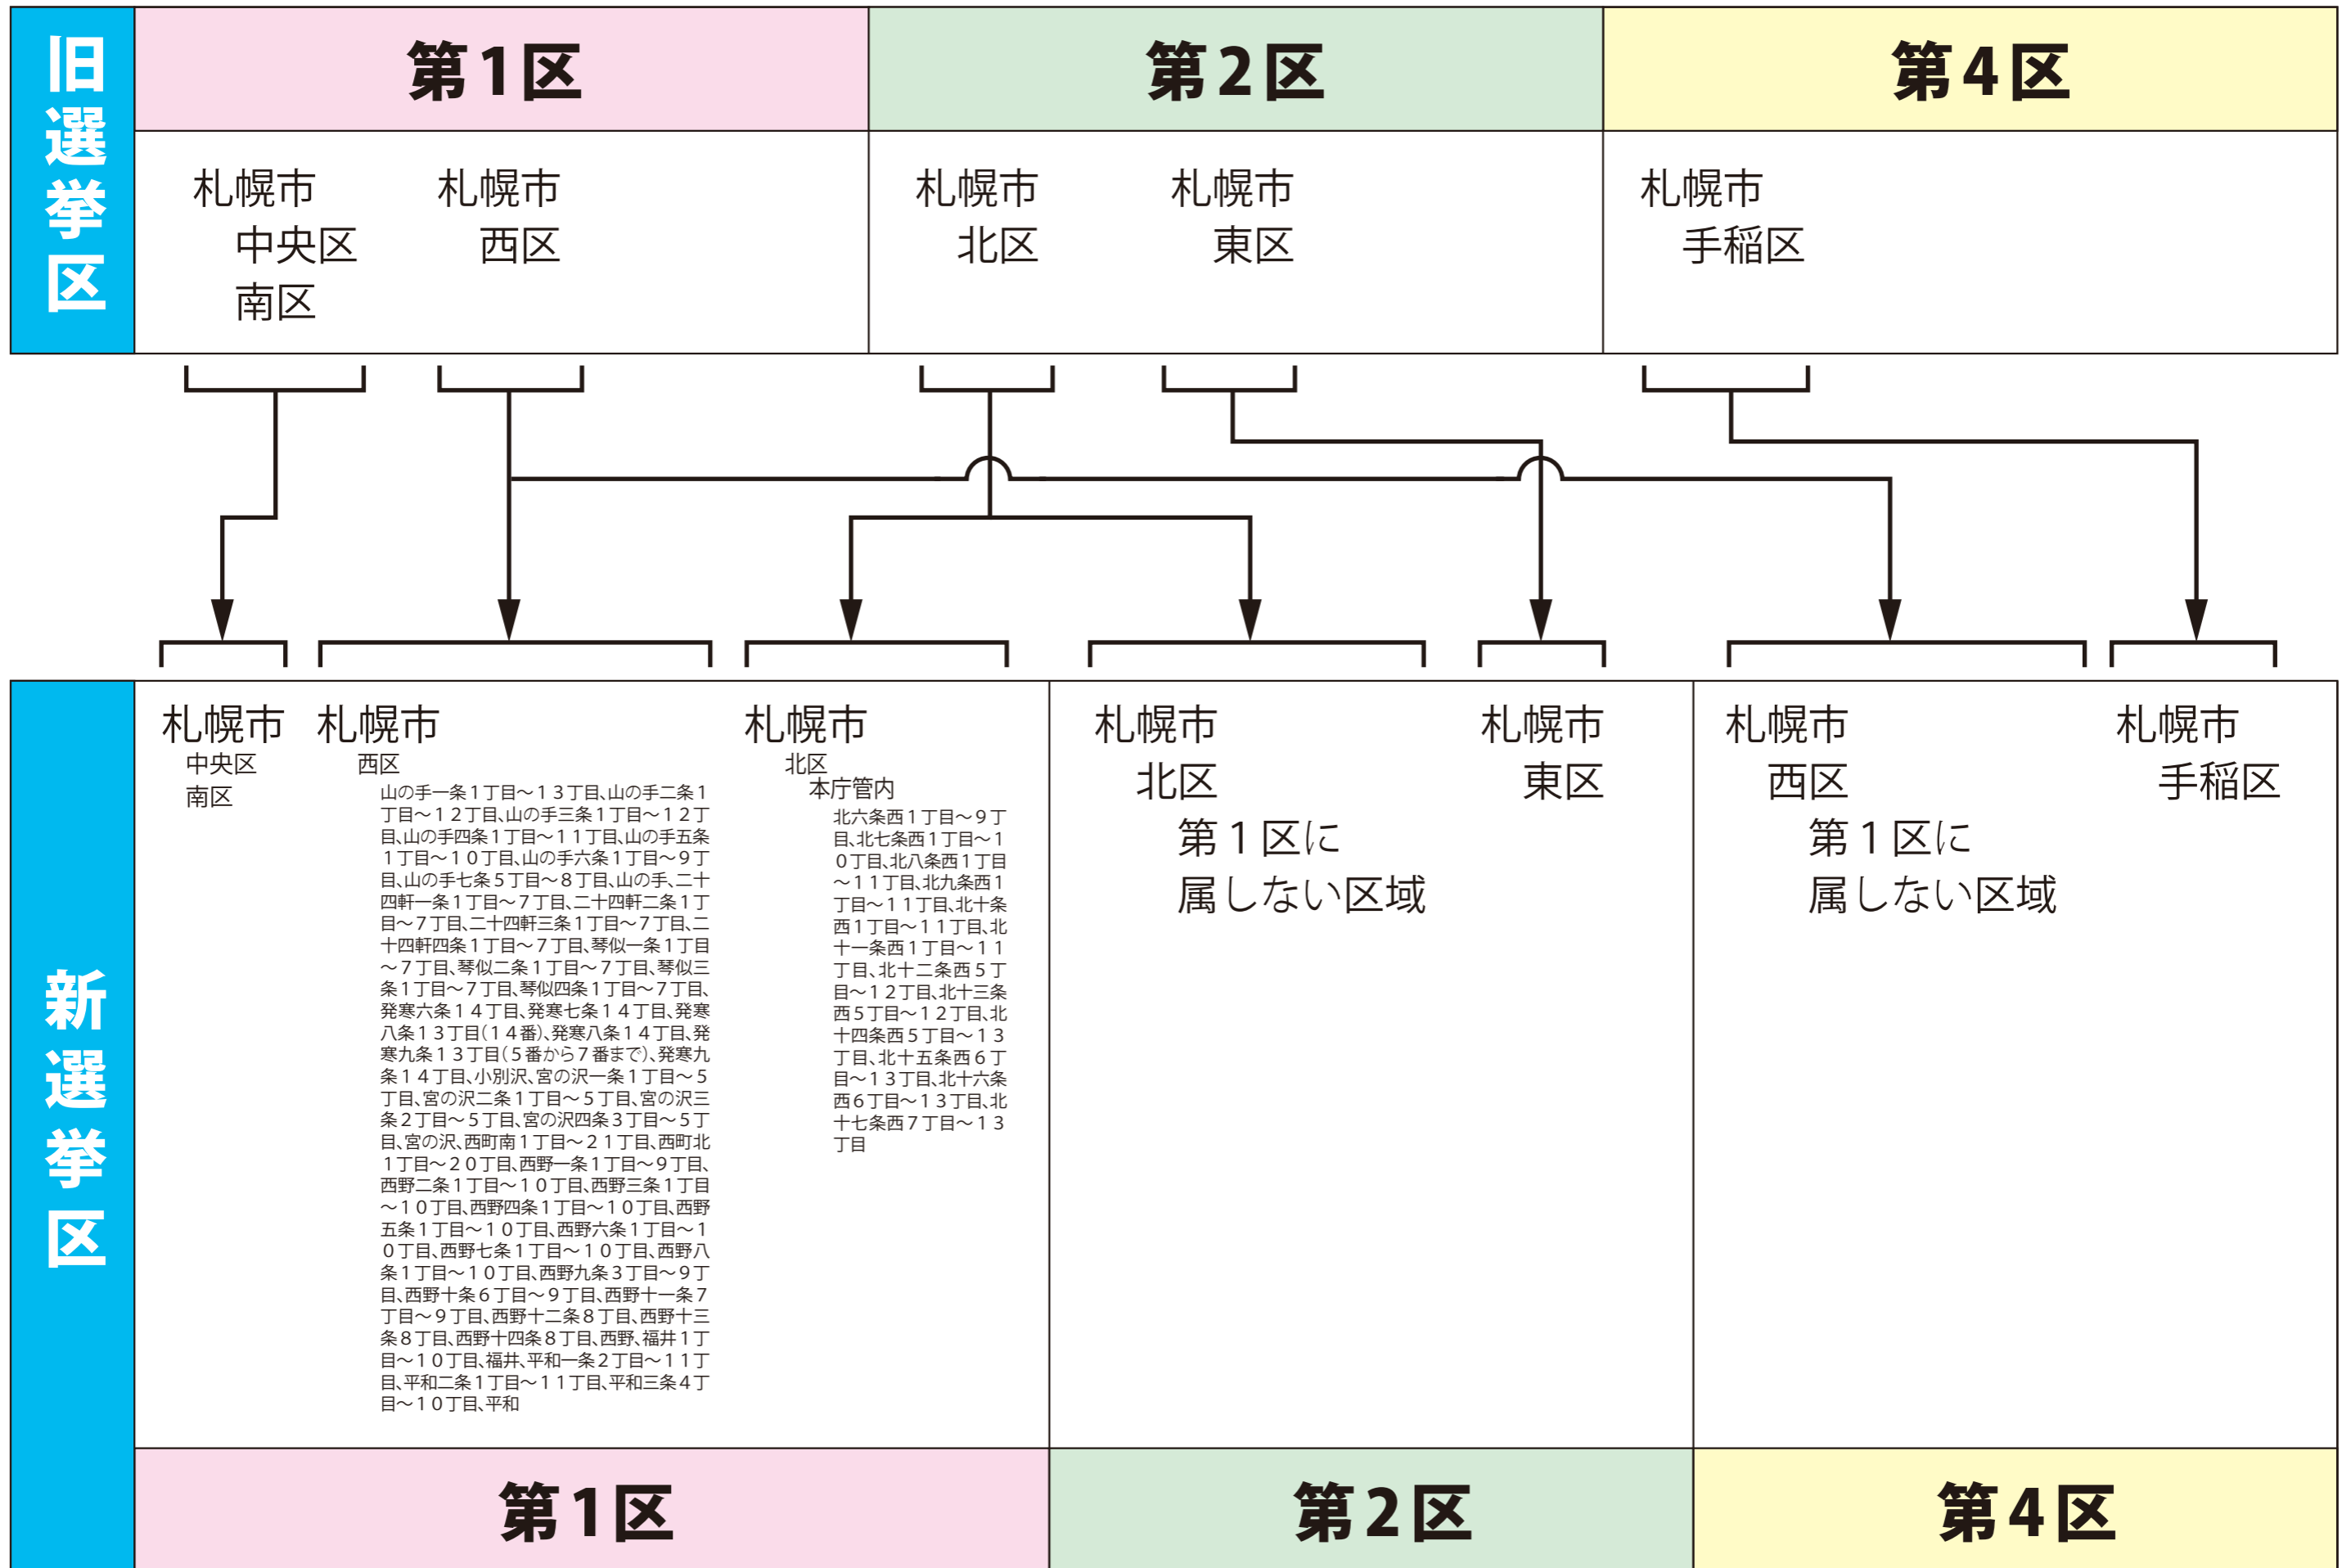 旧選挙区
第1区
第2区
第4区
札幌市
中央区
南区
札幌市
西区
札幌市
北区
札幌市
東区
札幌市
手稲区
新選挙区
札幌市
中央区
南区
札幌市
西区
山の手一条１丁目～１３丁目、山の手二条１
丁目～１２丁目、山の手三条１丁目～１２丁
目、山の手四条１丁目～１１丁目、山の手五条
１丁目～１０丁目、山の手六条１丁目～９丁
目、山の手七条５丁目～８丁目、山の手、二十
四軒一条１丁目～７丁目、二十四軒二条１丁
目～７丁目、二十四軒三条１丁目～７丁目、二
十四軒四条１丁目～７丁目、琴似一条１丁目
～７丁目、琴似二条１丁目～７丁目、琴似三
条１丁目～７丁目、琴似四条１丁目～７丁目、
発寒六条１４丁目、発寒七条１４丁目、発寒
八条１３丁目（１４番）、発寒八条１４丁目、発
寒九条１３丁目（５番から７番まで）、発寒九
条１４丁目、小別沢、宮の沢一条１丁目～５
丁目、宮の沢二条１丁目～５丁目、宮の沢三
条２丁目～５丁目、宮の沢四条３丁目～５丁
目、宮の沢、西町南１丁目～２１丁目、西町北
１丁目～２０丁目、西野一条１丁目～９丁目、
西野二条１丁目～１０丁目、西野三条１丁目
～１０丁目、西野四条１丁目～１０丁目、西野
五条１丁目～１０丁目、西野六条１丁目～１
０丁目、西野七条１丁目～１０丁目、西野八
条１丁目～１０丁目、西野九条３丁目～９丁
目、西野十条６丁目～９丁目、西野十一条７
丁目～９丁目、西野十二条８丁目、西野十三
条８丁目、西野十四条８丁目、西野、福井１丁
目～１０丁目、福井、平和一条２丁目～１１丁
目、平和二条１丁目～１１丁目、平和三条４丁
目～１０丁目、平和
札幌市
北区
本庁管内
北六条西１丁目～９丁
目、北七条西１丁目～１
０丁目、北八条西１丁目
～１１丁目、北九条西１
丁目～１１丁目、北十条
西１丁目～１１丁目、北
十一条西１丁目～１１
丁目、北十二条西５丁
目～１２丁目、北十三条
西５丁目～１２丁目、北
十四条西５丁目～１３
丁目、北十五条西６丁
目～１３丁目、北十六条
西６丁目～１３丁目、北
十七条西７丁目～１３
丁目
札幌市
北区
第１区に
属しない区域
札幌市
東区
札幌市
西区
第１区に
属しない区域
札幌市
手稲区
第1区
第2区
第4区